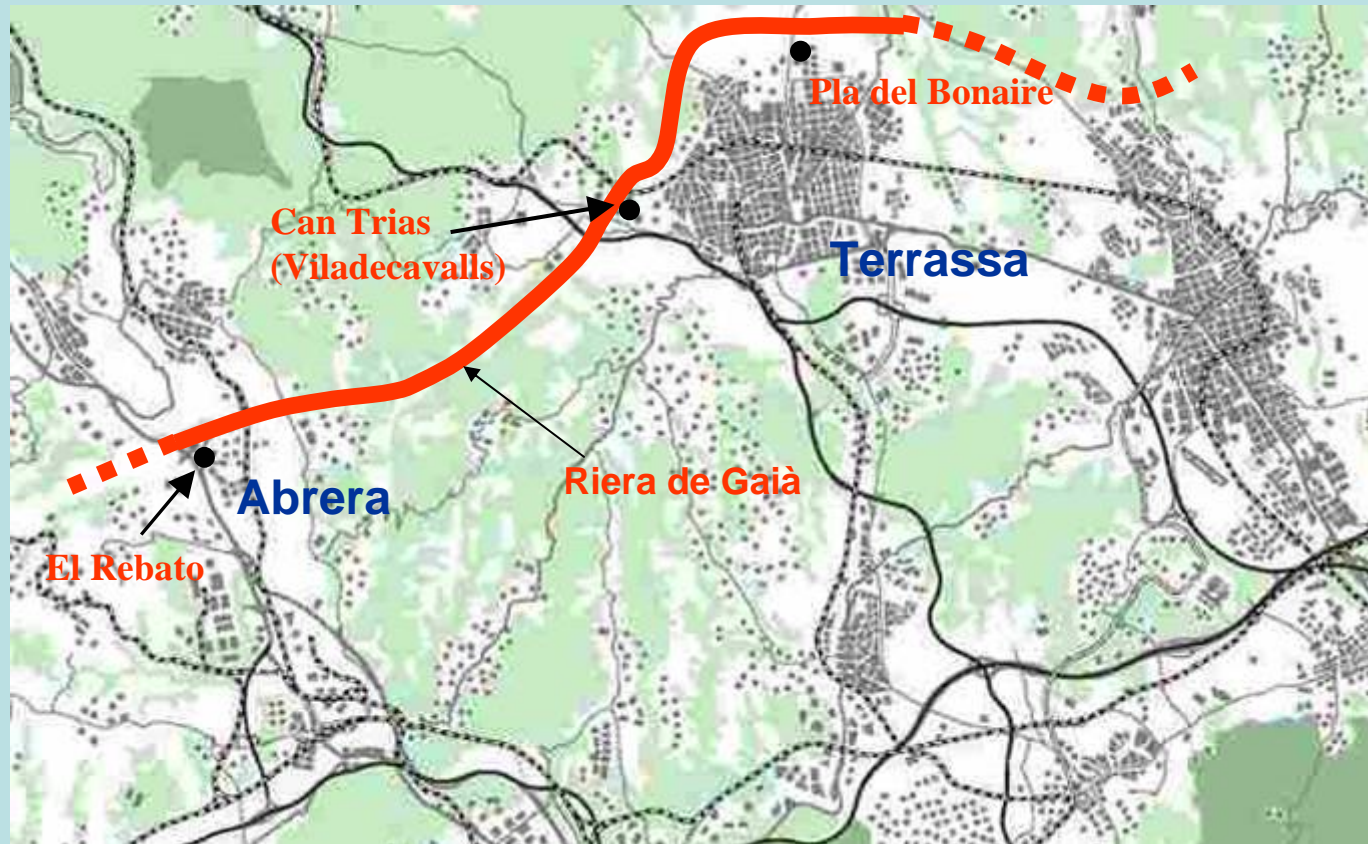 Pla del Bonaire
Can Trias
(Viladecavalls)
Terrassa
Riera de Gaià
Abrera
El Rebato